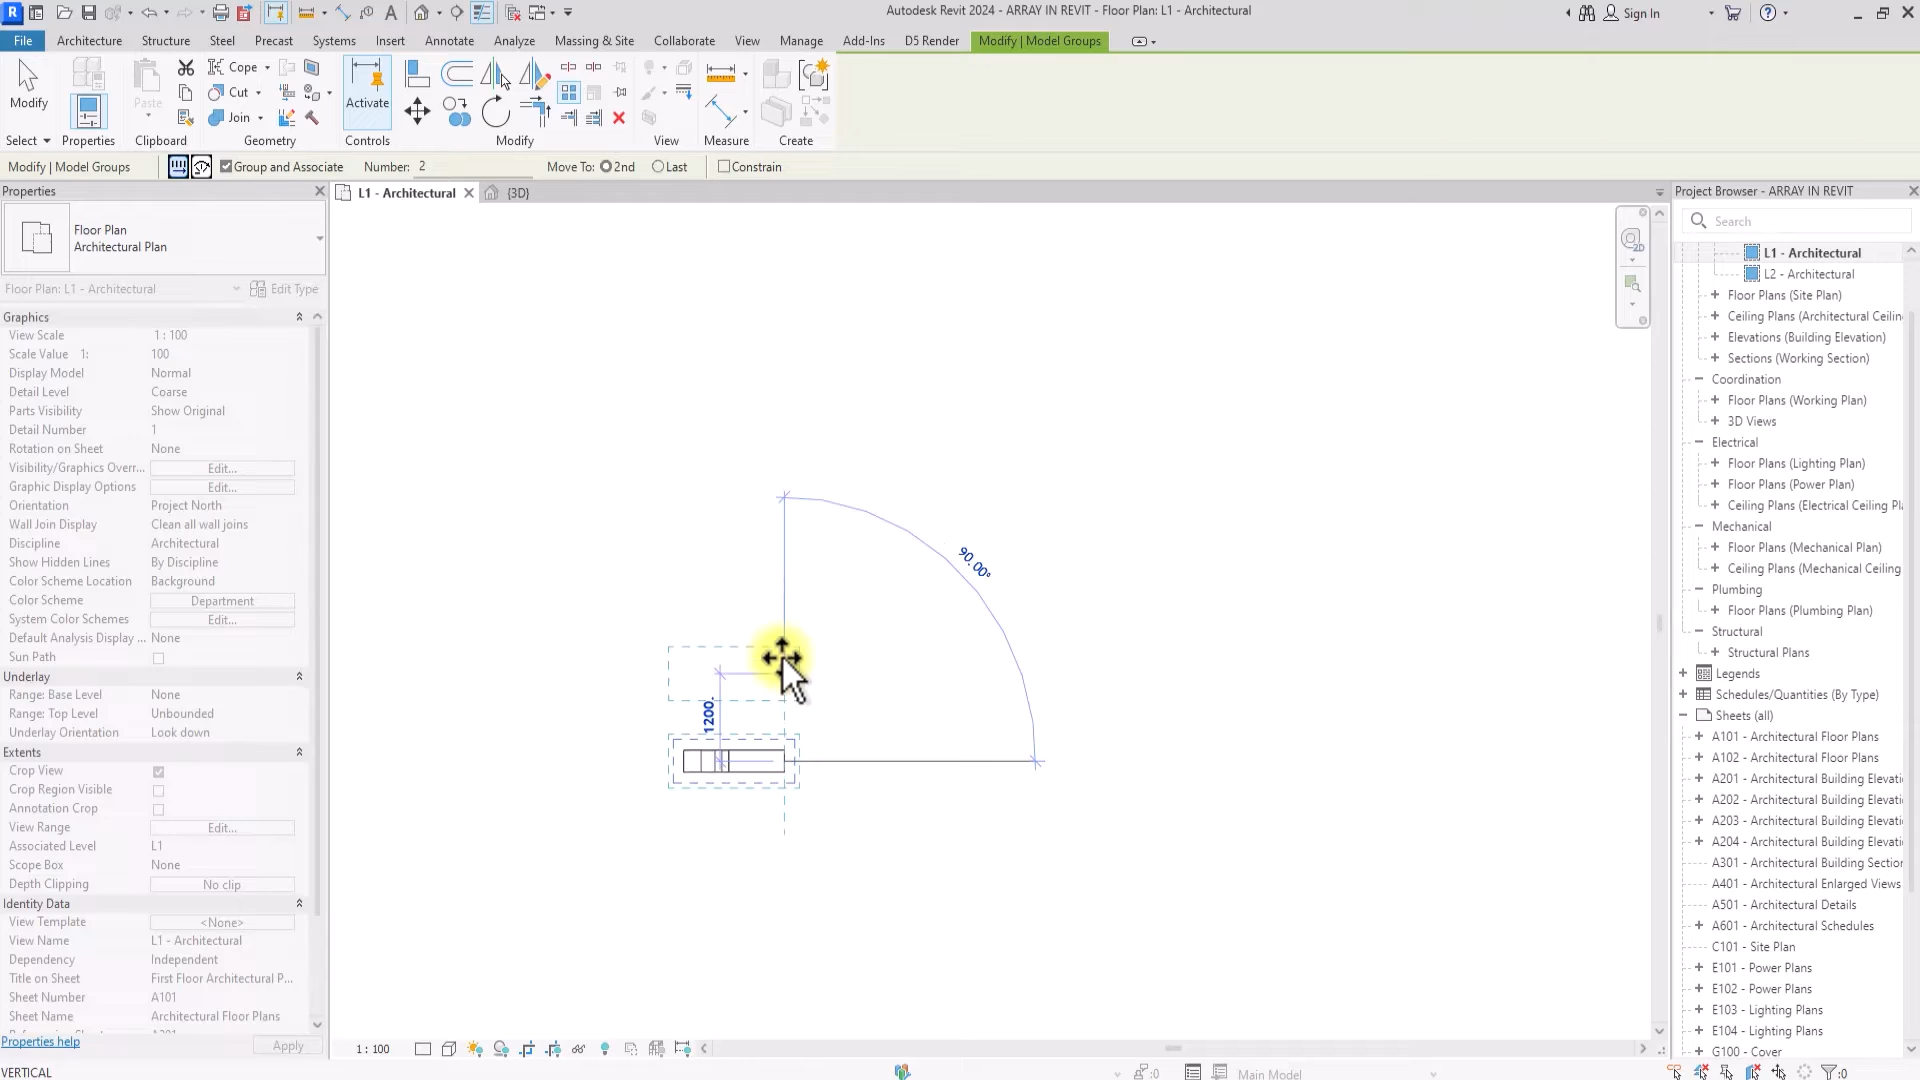 R
A
Autodesk Revit 2024 - ARRAY IN REVIT - Floor Plan: L1 - Architectural
Sign In
File
Architecture
Structure
Steel
Precast
Systems
Insert
Annotate
Analyze
Massing & Site
Collaborate
View
Manage
Add-Ins
D5 Render
Modify | Model Groups
Modify
Paste
Cope
Cut
Join
Activate
Select
Properties
Clipboard
Geometry
Controls
Modify
View
Measure
Create
Modify | Model Groups
Group and Associate
Number: 2
Move To:
2nd
Last
Constrain
Properties
Floor Plan
Architectural Plan
Floor Plan: L1 - Architectural
Edit Type
Graphics
View Scale 1 : 100
Scale Value 1: 100
Display Model Normal
Detail Level Coarse
Parts Visibility Show Original
Detail Number 1
Rotation on Sheet None
Visibility/Graphics Overr... Edit...
Graphic Display Options Edit...
Orientation Project North
Wall Join Display Clean all wall joins
Discipline Architectural
Show Hidden Lines By Discipline
Color Scheme Location Background
Color Scheme Department
System Color Schemes Edit...
Default Analysis Display ... None
Sun Path
Underlay
Range: Base Level None
Range: Top Level Unbounded
Underlay Orientation Look down
Extents
Crop View
Crop Region Visible
Annotation Crop
View Range Edit...
Associated Level L1
Scope Box None
Depth Clipping No clip
Identity Data
View Template <None>
View Name L1 - Architectural
Dependency Independent
Title on Sheet First Floor Architectural P...
Sheet Number A101
Sheet Name Architectural Floor Plans
Properties help
Apply
VERTICAL
L1 - Architectural
{3D}
2D
90.00°
1200.
1 : 100
:0
Main Model
:0
Project Browser - ARRAY IN REVIT
Search
L1 - Architectural
L2 - Architectural
Floor Plans (Site Plan)
Ceiling Plans (Architectural Ceilin
Elevations (Building Elevation)
Sections (Working Section)
Coordination
Floor Plans (Working Plan)
3D Views
Electrical
Floor Plans (Lighting Plan)
Floor Plans (Power Plan)
Ceiling Plans (Electrical Ceiling Pl
Mechanical
Floor Plans (Mechanical Plan)
Ceiling Plans (Mechanical Ceiling
Plumbing
Floor Plans (Plumbing Plan)
Structural
Structural Plans
Legends
Schedules/Quantities (By Type)
Sheets (all)
A101 - Architectural Floor Plans
A102 - Architectural Floor Plans
A201 - Architectural Building Elevati
A202 - Architectural Building Elevati
A203 - Architectural Building Elevati
A204 - Architectural Building Elevati
A301 - Architectural Building Section
A401 - Architectural Enlarged Views
A501 - Architectural Details
A601 - Architectural Schedules
C101 - Site Plan
E101 - Power Plans
E102 - Power Plans
E103 - Lighting Plans
E104 - Lighting Plans
G100 - Cover